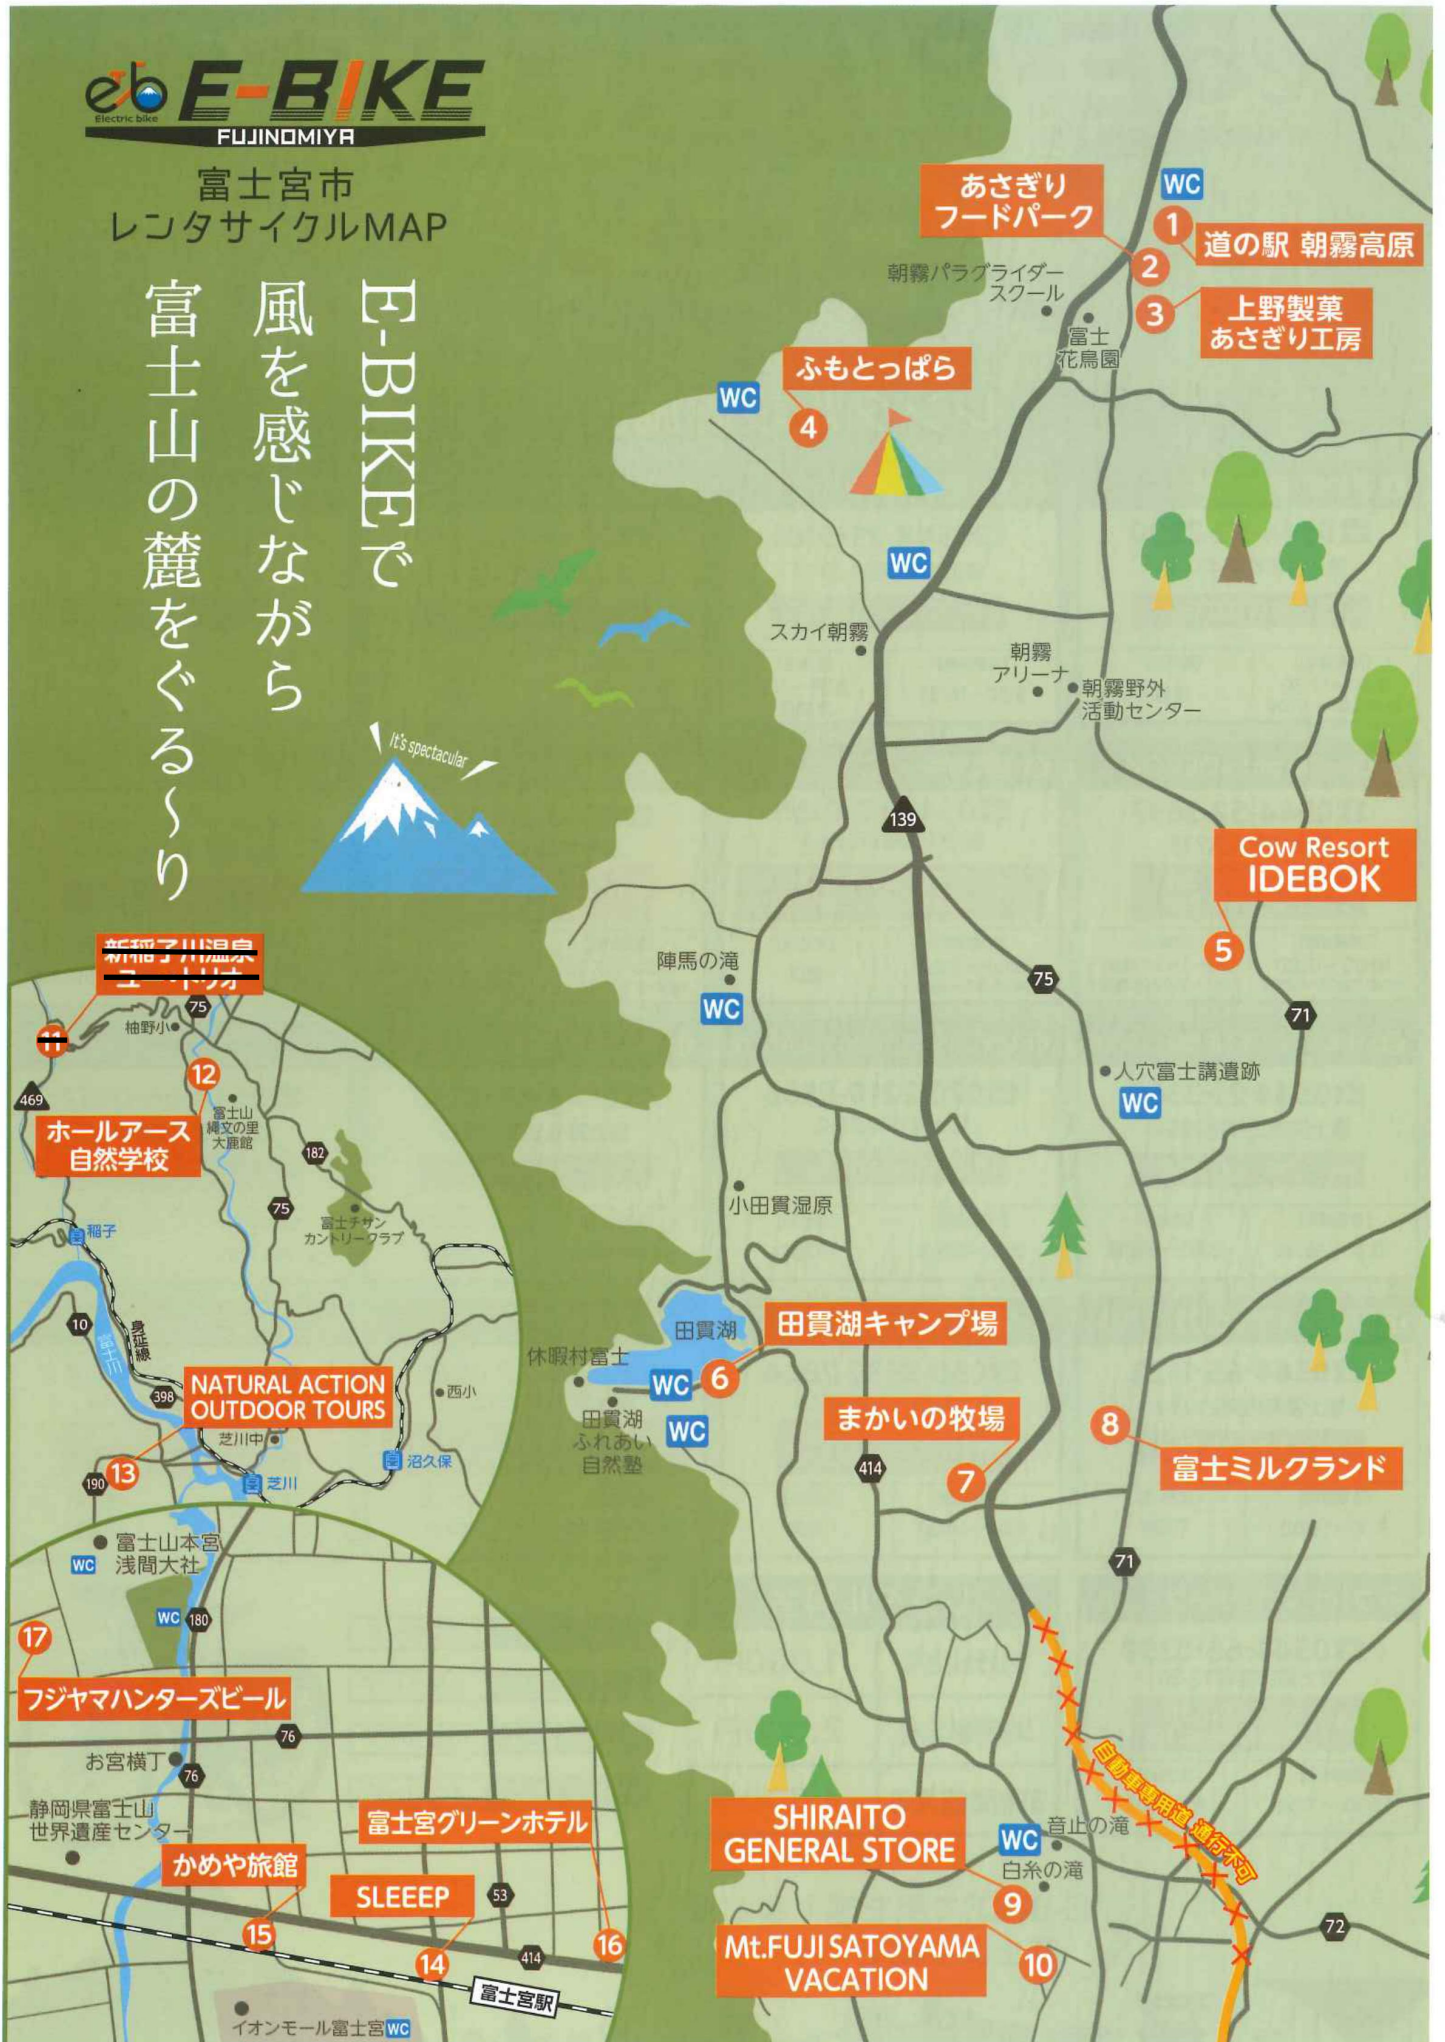 eb E-BIKE
Electric bike
FUJINOMIYA
富士宮市
レンタサイクルMAP
E-BIKEで
風を感じながら
富士山の麓をぐる〜り
It's spectacular
あさぎり
フードパーク
WC
1
道の駅 朝霧高原
2
朝霧パラグライダー
スクール
3
上野製菓
あさぎり工房
富士
花鳥園
ふもとっぱら
WC
4
WC
スカイ朝霧
朝霧
アリーナ
朝霧野外
活動センター
139
Cow Resort
IDEBOK
5
陣馬の滝
WC
75
71
人穴富士講遺跡
WC
小田貫湿原
田貫湖
田貫湖キャンプ場
休暇村富士
WC
6
田貫湖
ふれあい
自然塾
WC
まかいの牧場
7
414
8
富士ミルクランド
71
自動車専用道 通行不可
SHIRAITO
GENERAL STORE
WC
音止の滝
白糸の滝
9
Mt.FUJI SATOYAMA
VACATION
10
72
新稲子川温泉
ユートリオ
11
75
柚野小
12
469
富士山
縄文の里
大鹿館
ホールアース
自然学校
182
75
富士チサン
カントリークラブ
稲子
10
富士川
身延線
398
NATURAL ACTION
OUTDOOR TOURS
西小
芝川中
沼久保
13
190
芝川
富士山本宮
浅間大社
WC
WC
180
17
フジヤマハンターズビール
76
お宮横丁
76
静岡県富士山
世界遺産センター
富士宮グリーンホテル
かめや旅館
SLEEEP
53
15
14
414
16
富士宮駅
イオンモール富士宮
WC